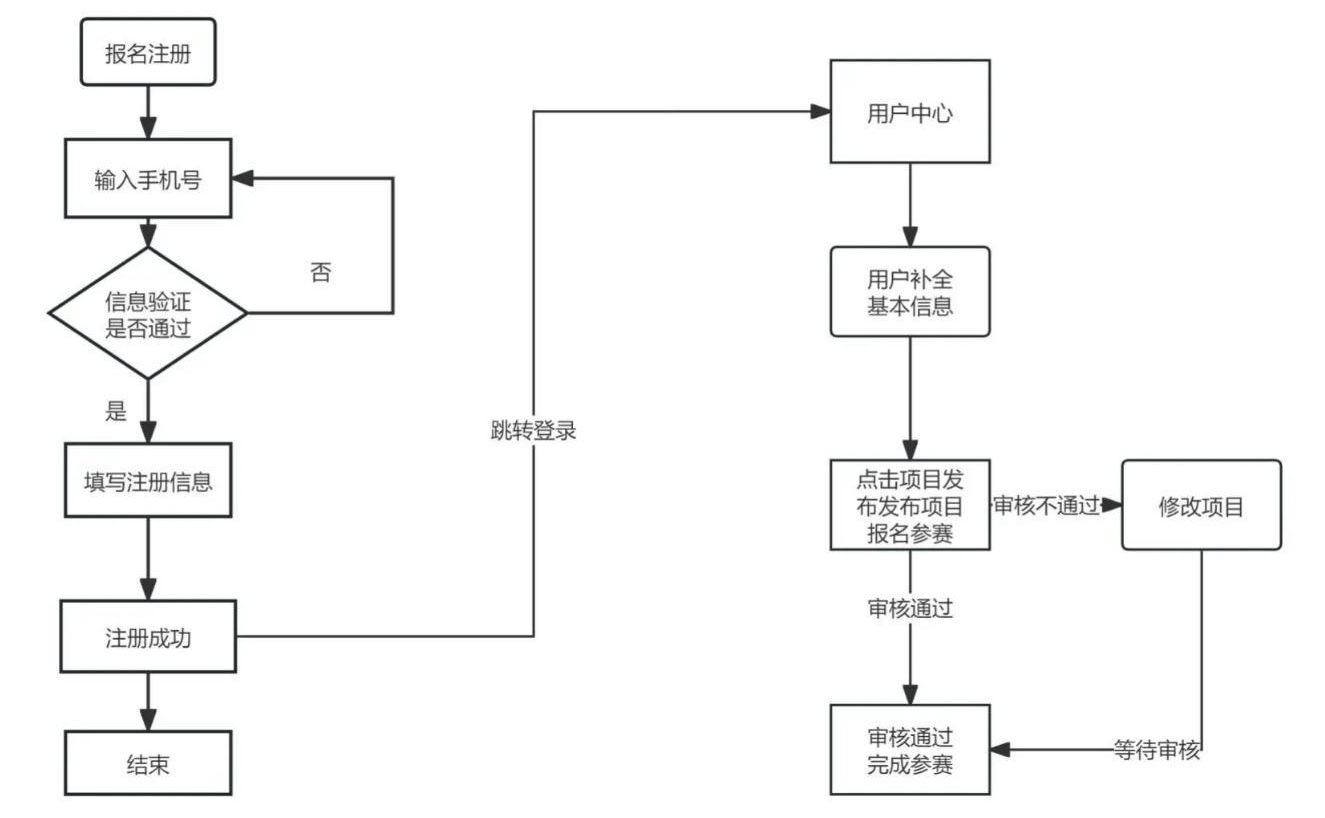 报名注册
输入手机号
否
信息验证
是否通过
是
填写注册信息
注册成功
结束
跳转登录
用户中心
用户补全
基本信息
点击项目发
布发布项目
报名参赛
审核不通过
修改项目
审核通过
审核通过
完成参赛
等待审核